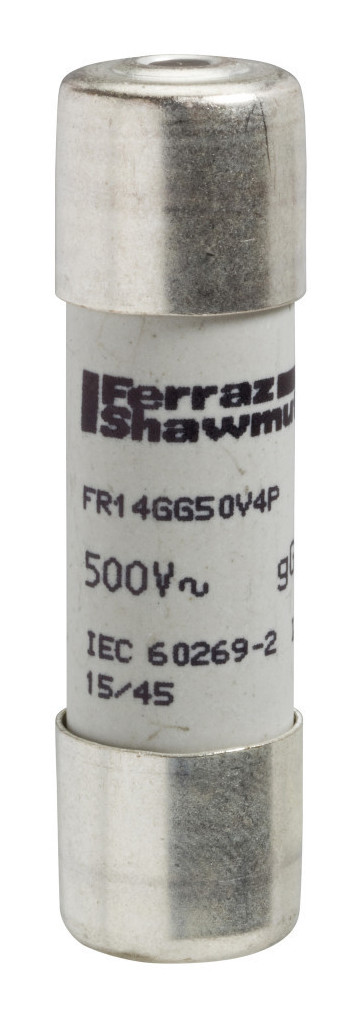 Ferraz
Shawmu
FR14GG50V4P
500V~ g
IEC 60269-2
15/45